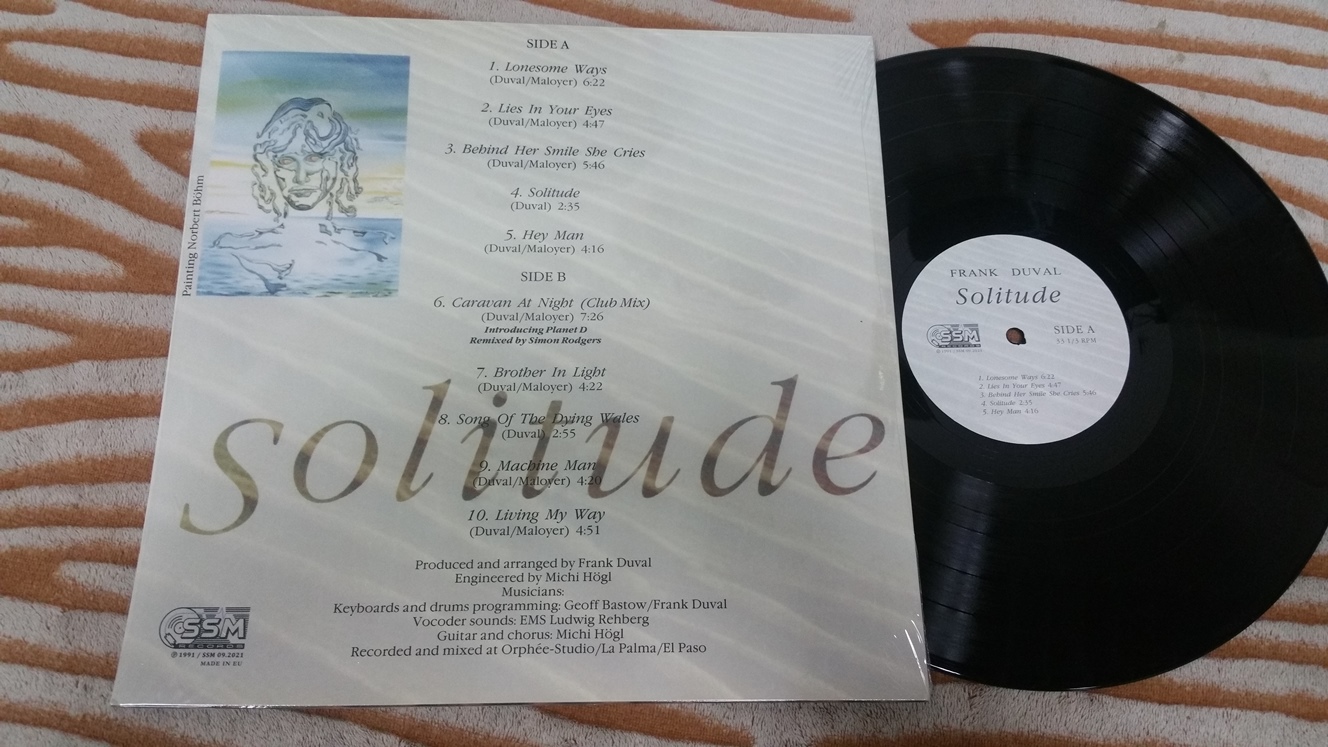 SIDE A
1. Lonesome Ways
(Duval/Maloyer) 6:22
2. Lies In Your Eyes
(Duval/Maloyer) 4:47
3. Behind Her Smile She Cries
(Duval/Maloyer) 5:46
4. Solitude
(Duval) 2:35
5. Hey Man
(Duval/Maloyer) 4:16
SIDE B
6. Caravan At Night (Club Mix)
(Duval/Maloyer) 7:26
Introducing Planet D
Remixed by Simon Rodgers
7. Brother In Light
(Duval/Maloyer) 4:22
8. Song Of The Dying Wales
(Duval) 2:55
9. Machine Man
(Duval/Maloyer) 4:20
10. Living My Way
(Duval/Maloyer) 4:51
solitude
Painting Norbert Böhm
Produced and arranged by Frank Duval
Engineered by Michi Högl
Musicians:
Keyboards and drums programming: Geoff Bastow/Frank Duval
Vocoder sounds: EMS Ludwig Rehberg
Guitar and chorus: Michi Högl
Recorded and mixed at Orphée-Studio/La Palma/El Paso
SSM
RECORDS
℗ 1991 / SSM 09.2021
MADE IN EU
FRANK DUVAL
Solitude
SSM
RECORDS
℗ 1991 / SSM 09.2021
SIDE A
33 1/3 RPM
1. Lonesome Ways 6:22
2. Lies In Your Eyes 4:47
3. Behind Her Smile She Cries 5:46
4. Solitude 2:35
5. Hey Man 4:16